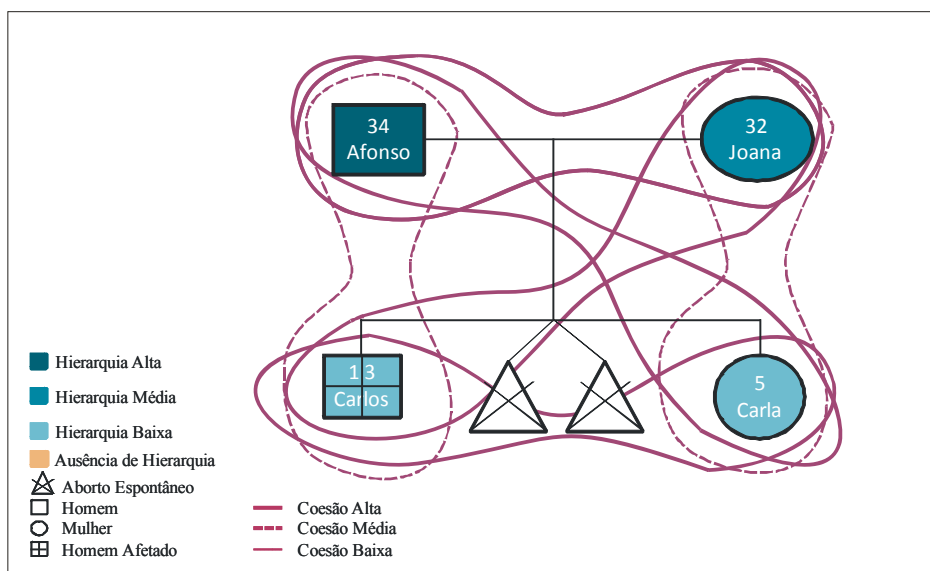 34
Afonso
32
Joana
13
Carlos
5
Carla
Hierarquia Alta
Hierarquia Média
Hierarquia Baixa
Ausência de Hierarquia
Aborto Espontâneo
Homem
Mulher
Homem Afetado
Coesão Alta
Coesão Média
Coesão Baixa